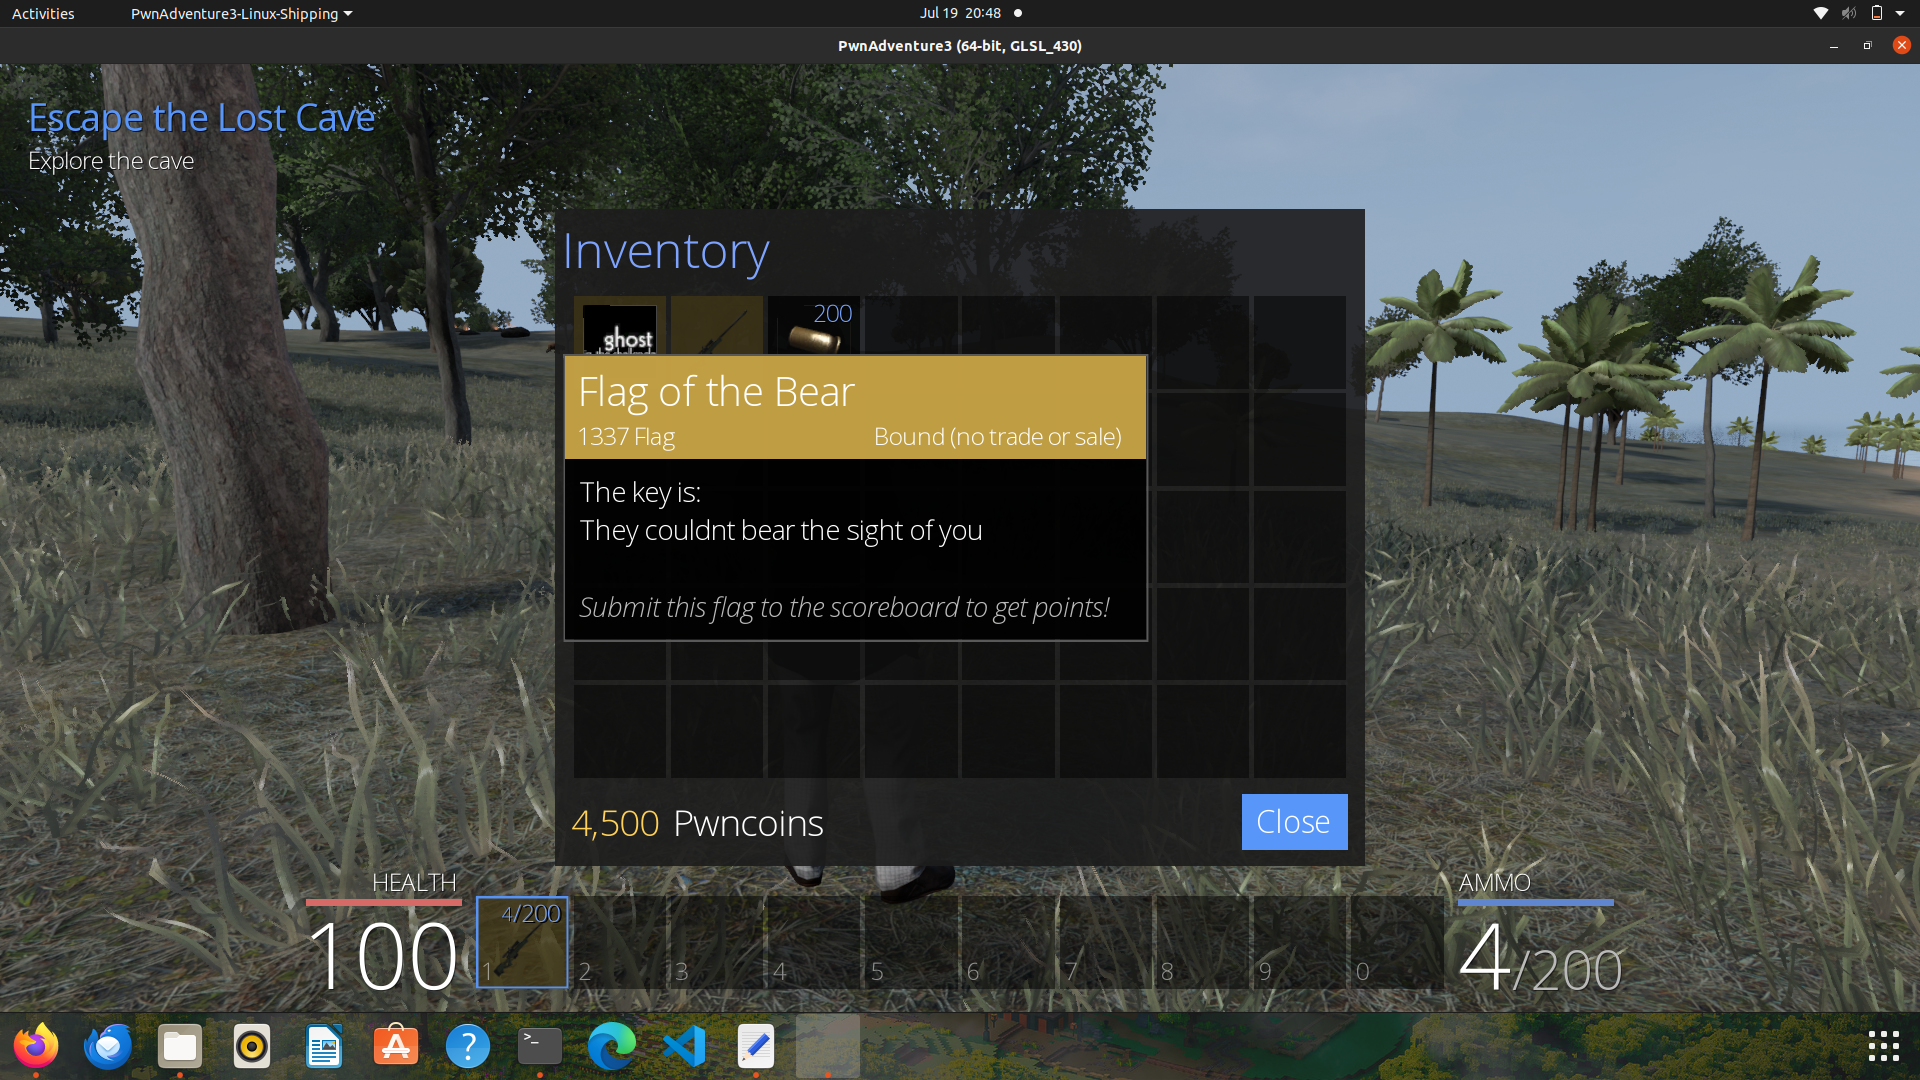 Activities
PwnAdventure3-Linux-Shipping
Jul 19 20:48
PwnAdventure3 (64-bit, GLSL_430)
Escape the Lost Cave
Explore the cave
Inventory
ghost
200
Flag of the Bear
1337 Flag
Bound (no trade or sale)
The key is:
They couldnt bear the sight of you
Submit this flag to the scoreboard to get points!
4,500 Pwncoins
Close
HEALTH
100
4/200
1
2
3
4
5
6
7
8
9
0
AMMO
4/200